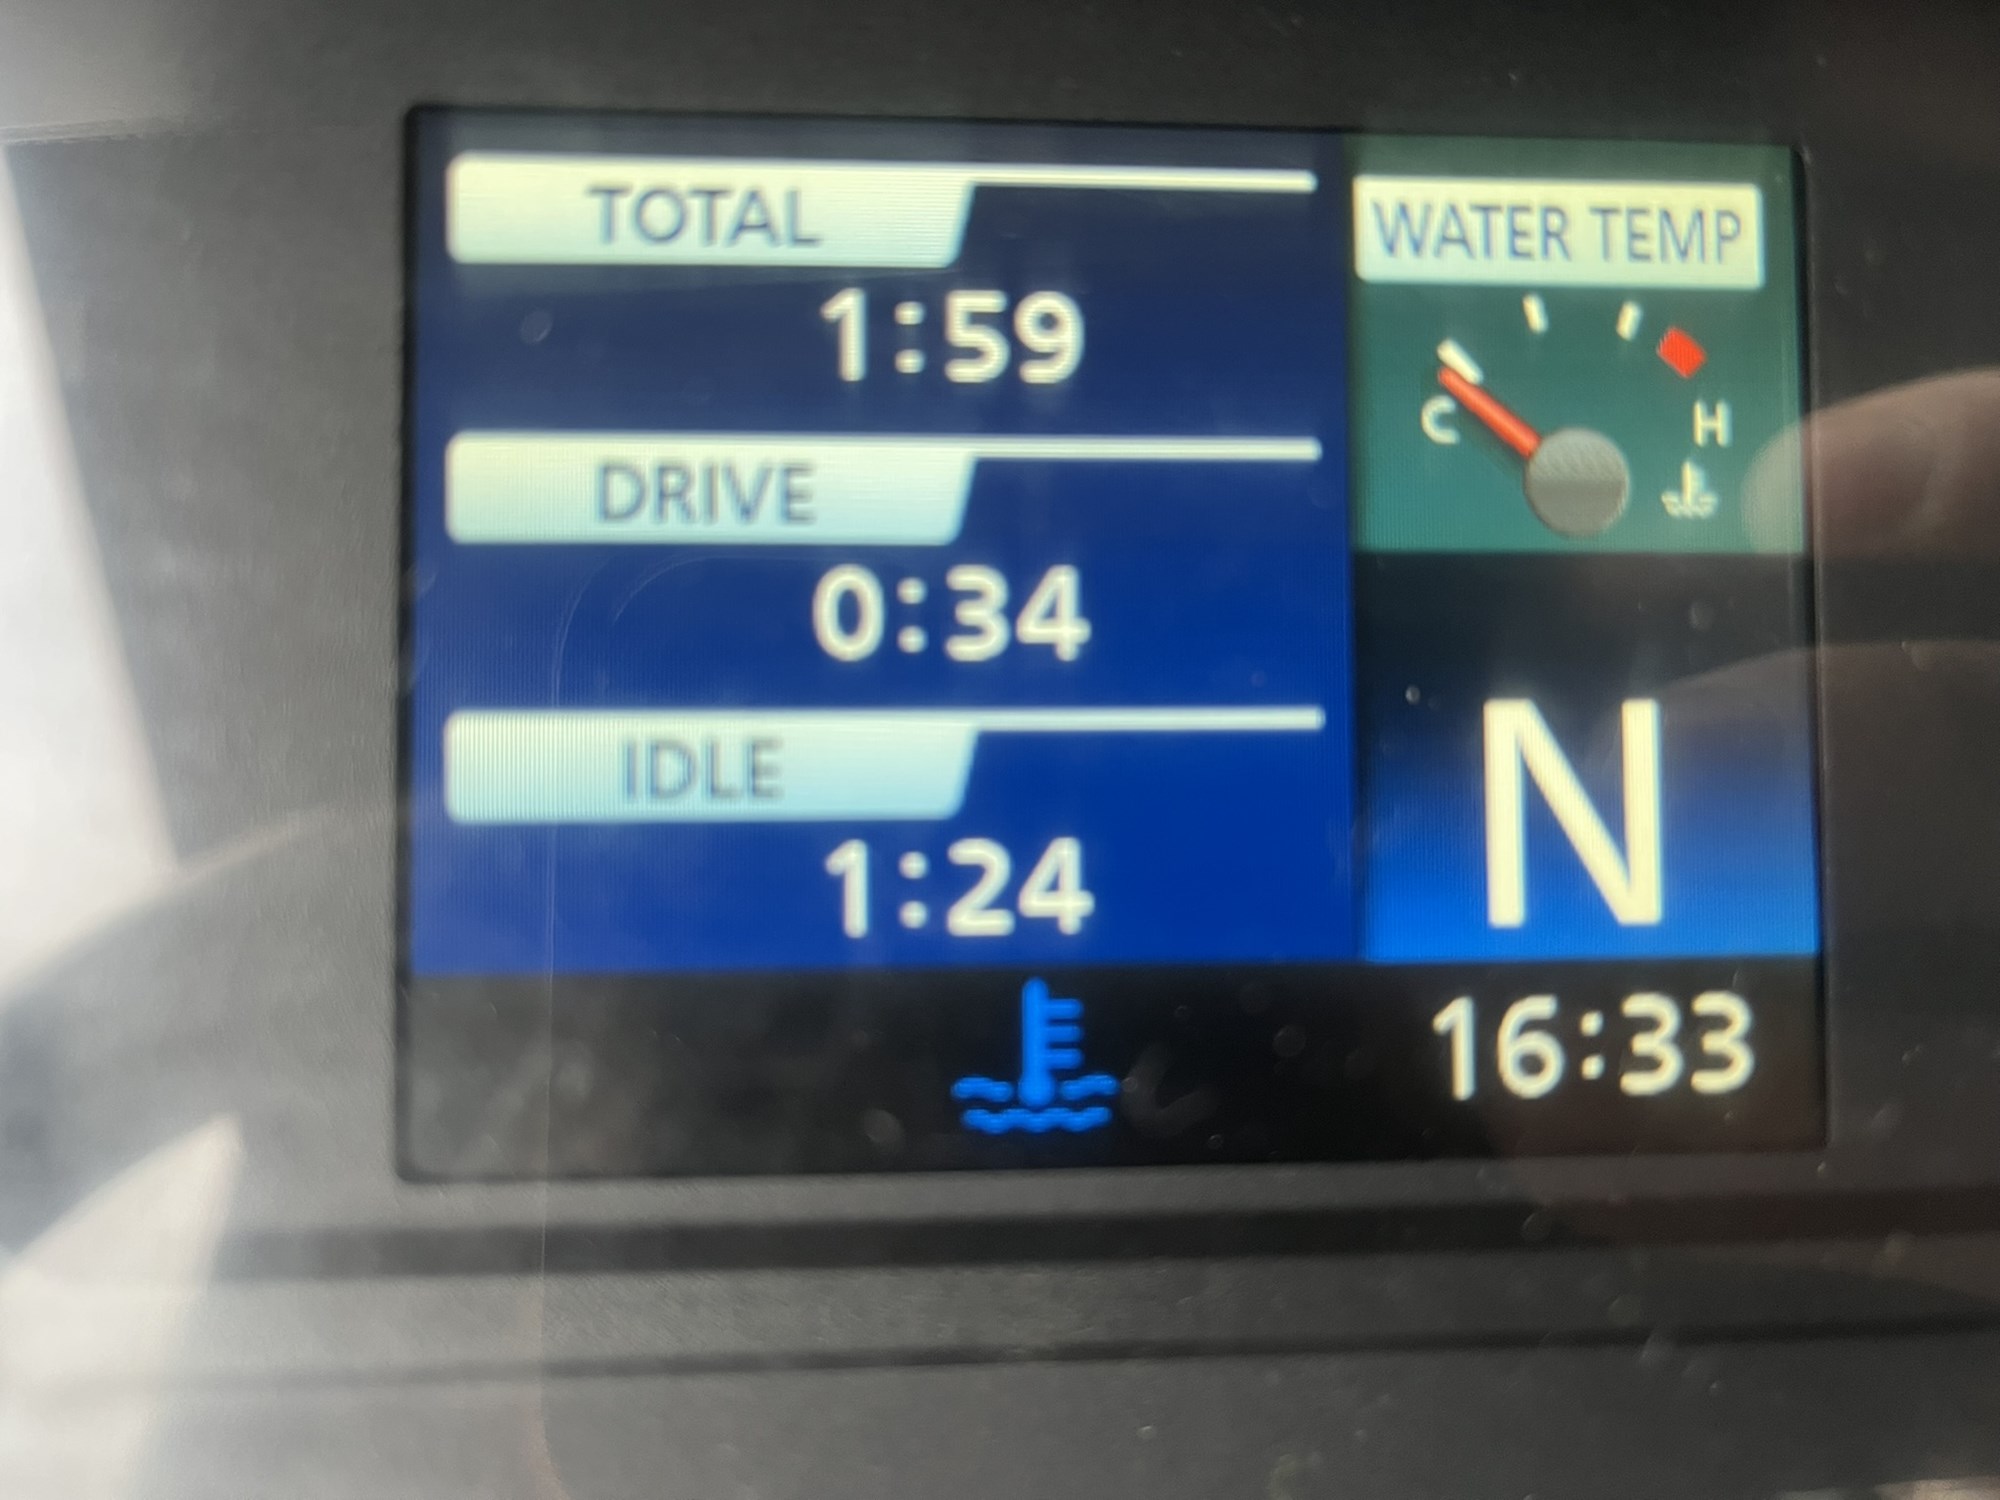 TOTAL
1:59
DRIVE
0:34
IDLE
1:24
WATER TEMP
C
H
N
16:33